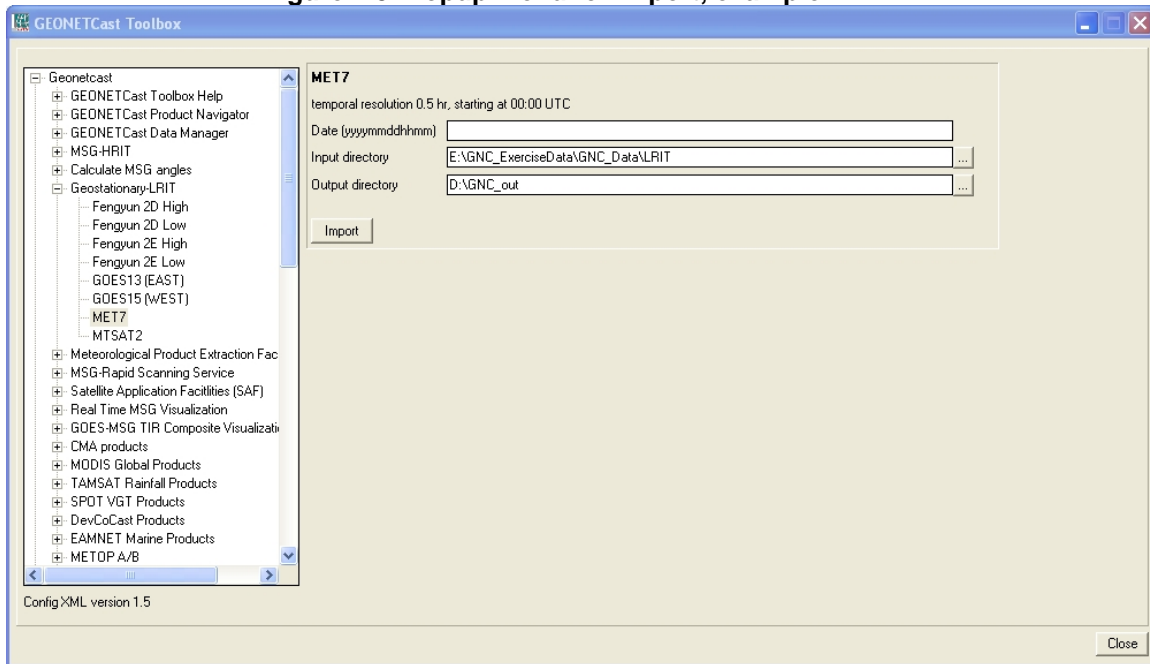 GEONETCast Toolbox
Geonetcast
GEONETCast Toolbox Help
GEONETCast Product Navigator
GEONETCast Data Manager
MSG-HRIT
Calculate MSG angles
Geostationary-LRIT
Fengyun 2D High
Fengyun 2D Low
Fengyun 2E High
Fengyun 2E Low
GOES13 (EAST)
GOES15 (WEST)
MET7
MTSAT2
Meteorological Product Extraction Fac
MSG-Rapid Scanning Service
Satellite Application Facitlities (SAF)
Real Time MSG Visualization
GOES-MSG TIR Composite Visualizati
CMA products
MODIS Global Products
TAMSAT Rainfall Products
SPOT VGT Products
DevCoCast Products
EAMNET Marine Products
METOP A/B
Config XML version 1.5
MET7
temporal resolution 0.5 hr, starting at 00:00 UTC
Date (yyyymmddhhmm)
Input directory E:\GNC_ExerciseData\GNC_Data\LRIT ...
Output directory D:\GNC_out ...
Import
Close